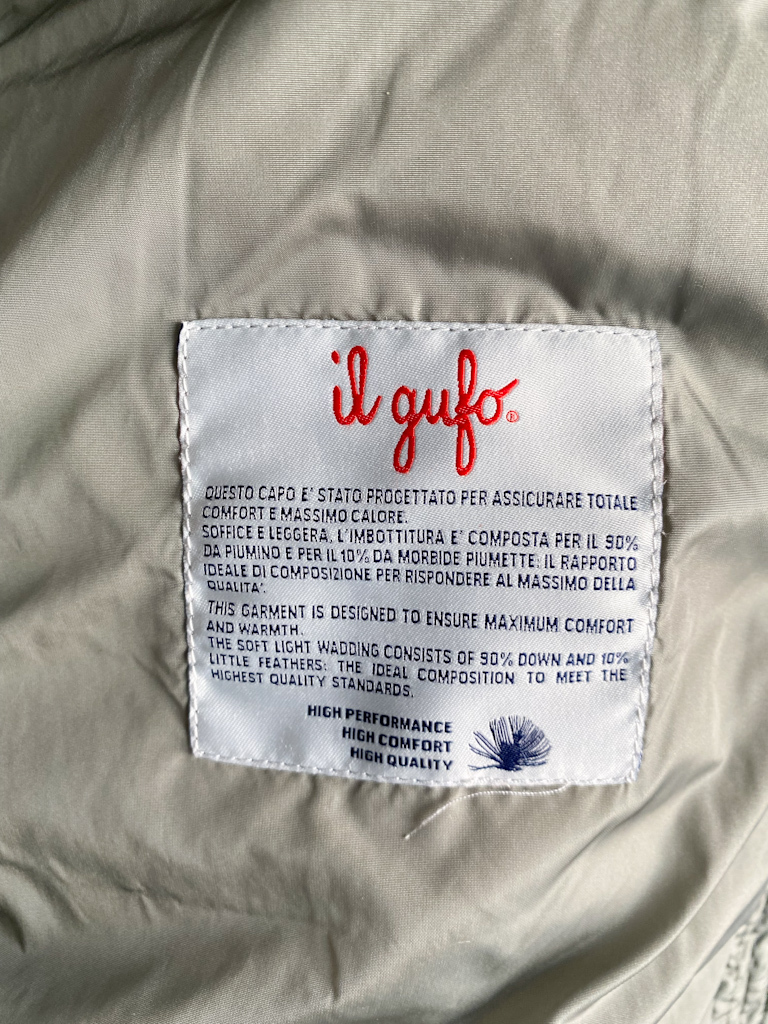 il gufo®
QUESTO CAPO E' STATO PROGETTATO PER ASSICURARE TOTALE
COMFORT E MASSIMO CALORE.
SOFFICE E LEGGERA, L'IMBOTTITURA E' COMPOSTA PER IL 90%
DA PIUMINO E PER IL 10% DA MORBIDE PIUMETTE: IL RAPPORTO
IDEALE DI COMPOSIZIONE PER RISPONDERE AL MASSIMO DELLA
QUALITA'.
THIS GARMENT IS DESIGNED TO ENSURE MAXIMUM COMFORT
AND WARMTH.
THE SOFT LIGHT WADDING CONSISTS OF 90% DOWN AND 10%
LITTLE FEATHERS: THE IDEAL COMPOSITION TO MEET THE
HIGHEST QUALITY STANDARDS.
HIGH PERFORMANCE
HIGH COMFORT
HIGH QUALITY